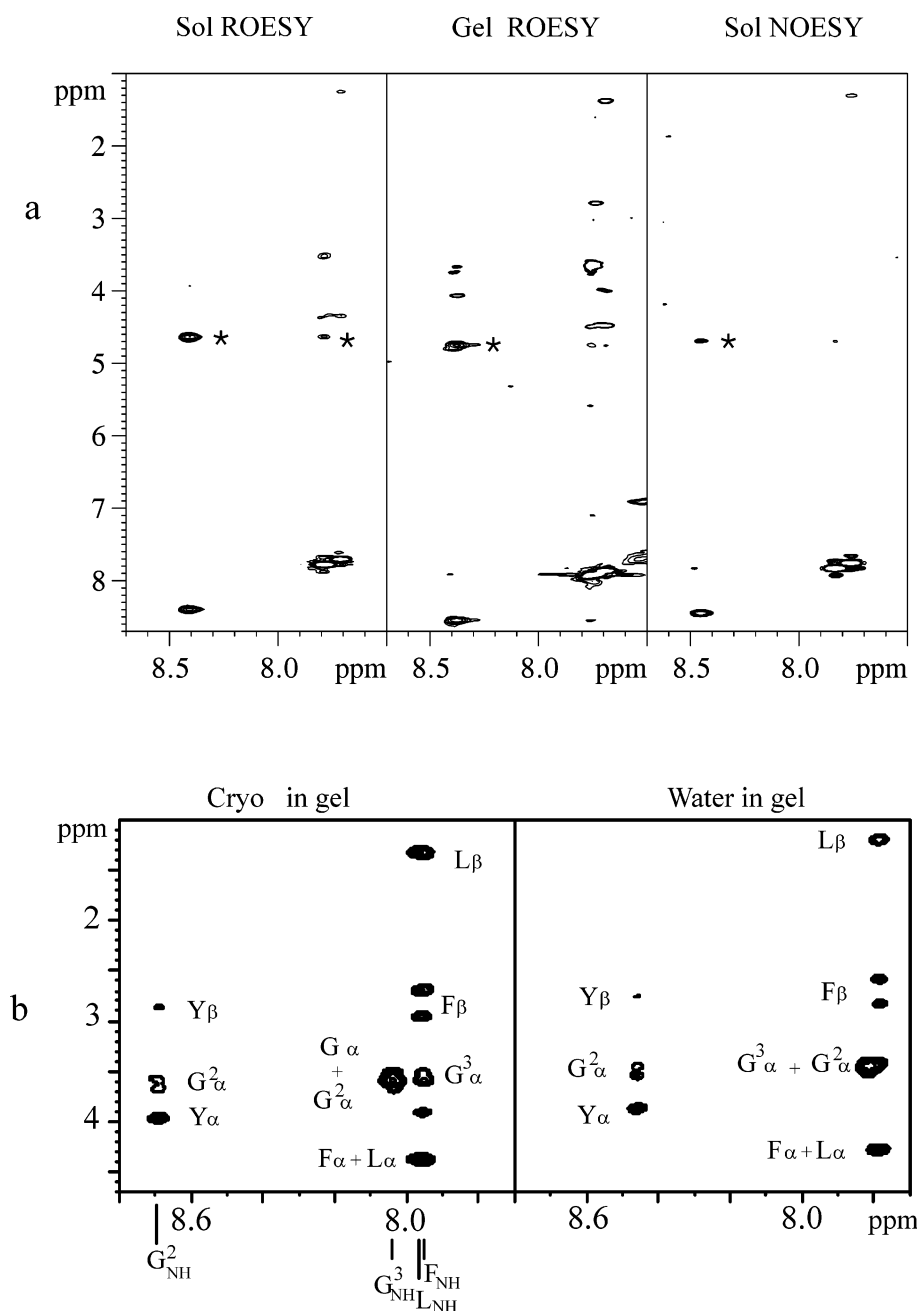 Sol ROESY Gel ROESY Sol NOESY
a
ppm
2
3
4
5
6
7
8
* * * *
8.5 8.0 ppm 8.5 8.0 ppm 8.5 8.0 ppm
b
Cryo in gel Water in gel
ppm
2
3
4
Lβ
Yβ
Fβ
G α
+
G²α
G²α
G³α
Yα
Fα + Lα
Lβ
Yβ
Fβ
G²α
G³α + G²α
Yα
Fα + Lα
8.6 8.0 8.6 8.0 ppm
G²NH
G³NH LNH FNH